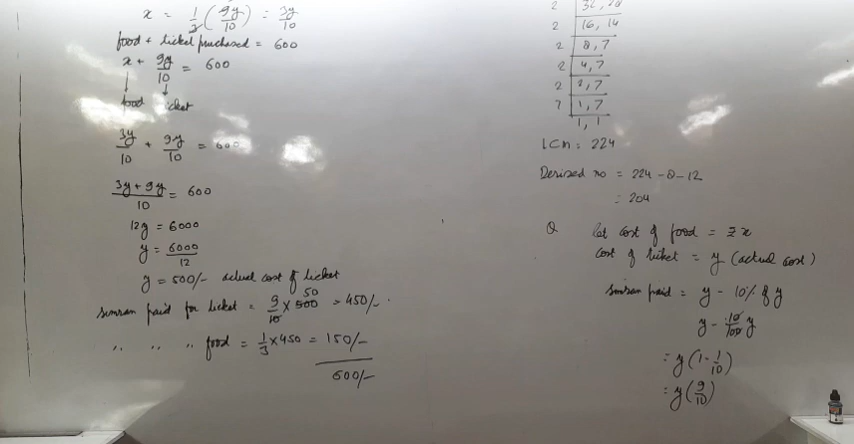 x = 1/3 (9y/10) = 3y/10
food + ticket purchased = 600
x + 9y/10 = 600
food ticket
3y/10 + 9y/10 = 600
3y + 9y/10 = 600
12y = 6000
y = 6000/12
y = 500/- actual cost of ticket
50
simran paid for ticket = 9/10 x 500 = 450/-
,, ,, ,, food = 1/3 x 450 = 150/-
600/-
2 | 32, 28
2 | 16, 14
2 | 8, 7
2 | 4, 7
2 | 2, 7
7 | 1, 7
1, 1
LCM = 224
Desired no = 224 - 8 - 12
= 204
Q let cost of food = ₹ x
cost of ticket = y (actual cost)
simran paid = y - 10% of y
y - 10/100 y
= y (1 - 1/10)
= y (9/10)